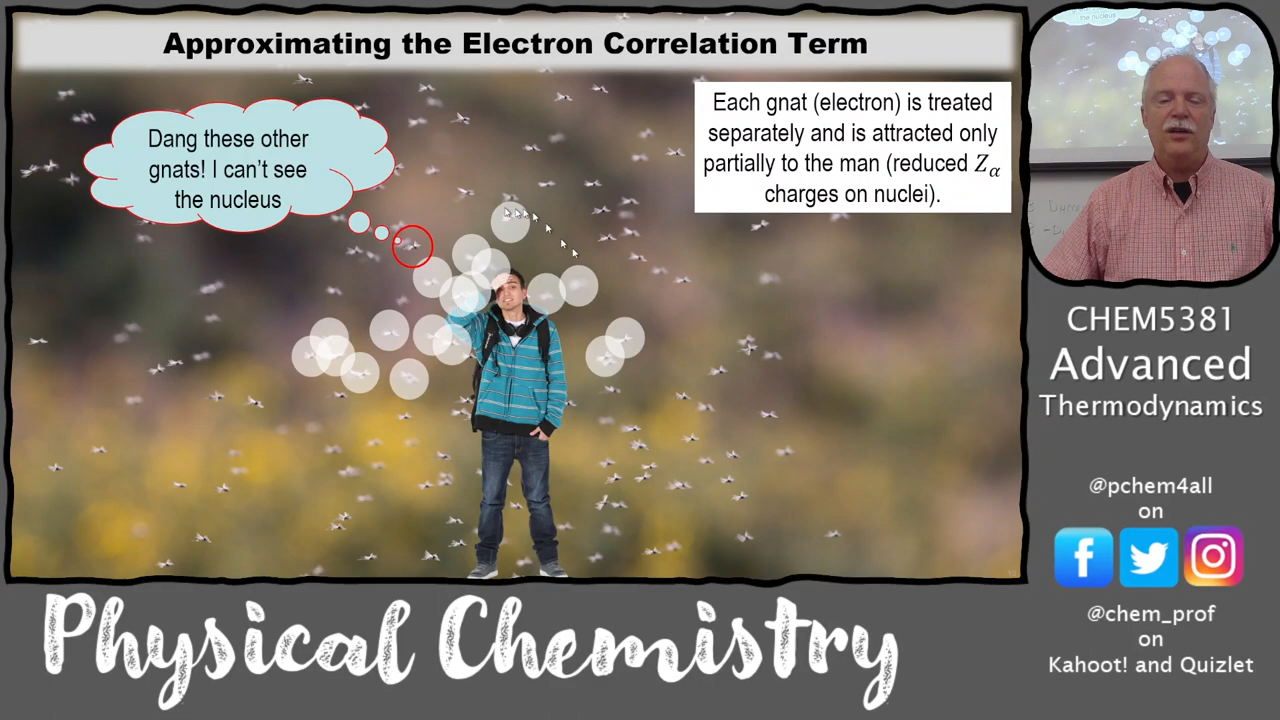 Approximating the Electron Correlation Term
Dang these other
gnats! I can’t see
the nucleus
Each gnat (electron) is treated
separately and is attracted only
partially to the man (reduced Zα
charges on nuclei).
the nucleus
CHEM5381
Advanced
Thermodynamics
@pchem4all
on
@chem_prof
on
Kahoot! and Quizlet
Physical Chemistry